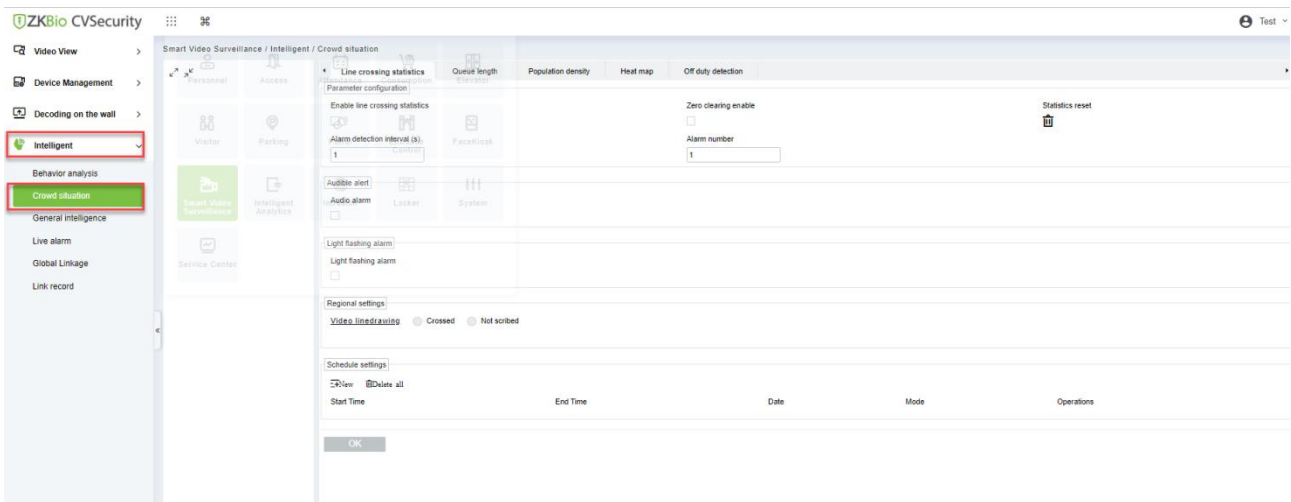 ZKBio CVSecurity
Test
Video View
Device Management
Decoding on the wall
Intelligent
Behavior analysis
Crowd situation
General intelligence
Live alarm
Global Linkage
Link record
Smart Video Surveillance / Intelligent / Crowd situation
Personnel Access Attendance Consumption Elevator
Visitor Parking FaceKiosk
Control
Smart Video Surveillance
Intelligent Analytics
Locker System
Service Center
Line crossing statistics Queue length Population density Heat map Off duty detection
Parameter configuration
Enable line crossing statistics Zero clearing enable Statistics reset
Alarm detection interval (s) Alarm number
1 1
Audible alert
Audio alarm
Light flashing alarm
Light flashing alarm
Regional settings
Video linedrawing Crossed Not scribed
Schedule settings
New Delete all
Start Time End Time Date Mode Operations
OK